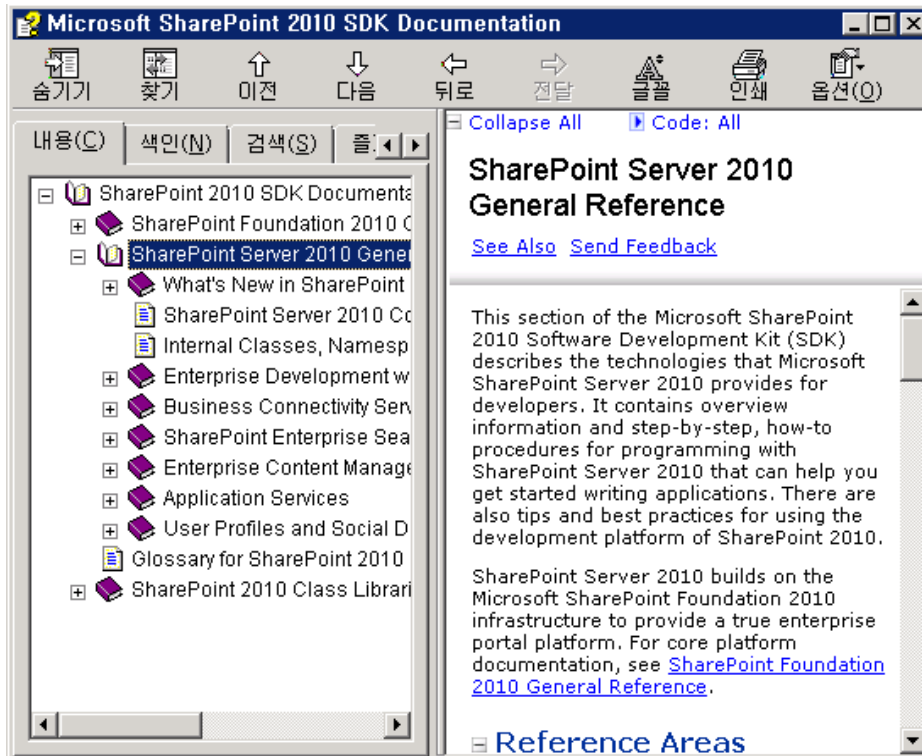 Microsoft SharePoint 2010 SDK Documentation
숨기기 찾기 이전 다음 뒤로 전달 글꼴 인쇄 옵션(O)
내용(C) 색인(N) 검색(S)
SharePoint 2010 SDK Documenta
SharePoint Foundation 2010
SharePoint Server 2010 Gener
What's New in SharePoint
SharePoint Server 2010 Co
Internal Classes, Namesp
Enterprise Development w
Business Connectivity Serv
SharePoint Enterprise Sea
Enterprise Content Manage
Application Services
User Profiles and Social D
Glossary for SharePoint 2010
SharePoint 2010 Class Librari
Collapse All Code: All
SharePoint Server 2010
General Reference
See Also Send Feedback
This section of the Microsoft SharePoint
2010 Software Development Kit (SDK)
describes the technologies that Microsoft
SharePoint Server 2010 provides for
developers. It contains overview
information and step-by-step, how-to
procedures for programming with
SharePoint Server 2010 that can help you
get started writing applications. There are
also tips and best practices for using the
development platform of SharePoint 2010.
SharePoint Server 2010 builds on the
Microsoft SharePoint Foundation 2010
infrastructure to provide a true enterprise
portal platform. For core platform
documentation, see SharePoint Foundation
2010 General Reference.
Reference Areas